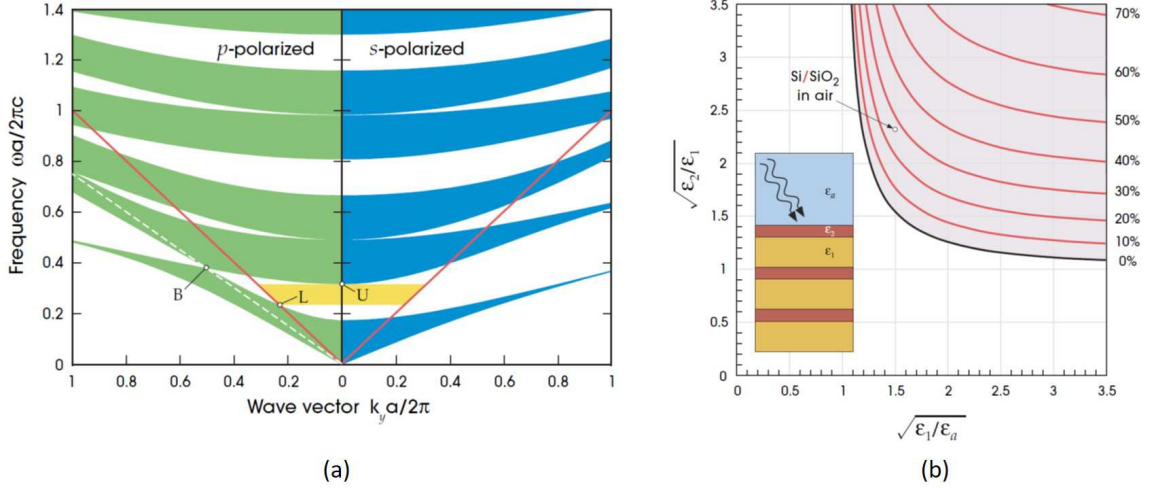 p-polarized
s-polarized
1.4
1.2
1
0.8
0.6
0.4
0.2
0
Frequency ωa/2πc
B
L
U
1 0.8 0.6 0.4 0.2 0 0.2 0.4 0.6 0.8 1
Wave vector k_y a/2π
(a)
3.5
3
2.5
2
1.5
1
0.5
0
√ε₂/ε₁
Si/SiO₂
in air
εₐ
ε₂
ε₁
70%
60%
50%
40%
30%
20%
10%
0%
0 0.5 1 1.5 2 2.5 3 3.5
√ε₁/εₐ
(b)